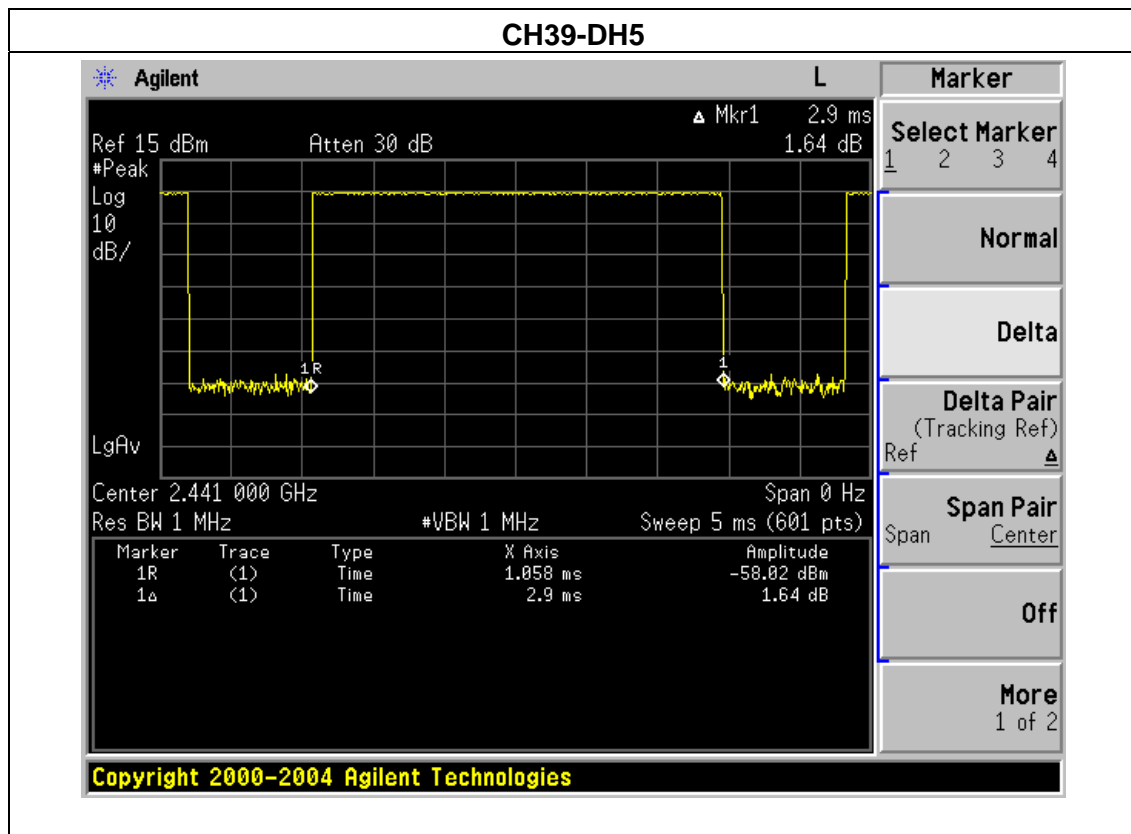 CH39-DH5
Agilent L
Δ Mkr1 2.9 ms
Ref 15 dBm Atten 30 dB 1.64 dB
#Peak
Log
10
dB/
1R
1
LgAv
Center 2.441 000 GHz Span 0 Hz
Res BW 1 MHz #VBW 1 MHz Sweep 5 ms (601 pts)
Marker Trace Type X Axis Amplitude
1R (1) Time 1.058 ms -58.02 dBm
1Δ (1) Time 2.9 ms 1.64 dB
Marker
Select Marker
1 2 3 4
Normal
Delta
Delta Pair
(Tracking Ref)
Ref Δ
Span Pair
Span Center
Off
More
1 of 2
Copyright 2000-2004 Agilent Technologies